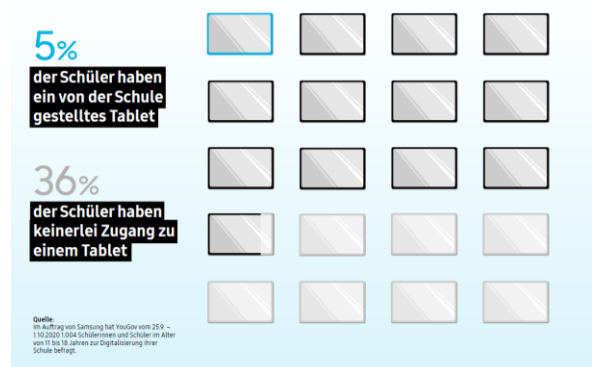 5%
der Schüler haben
ein von der Schule
gestelltes Tablet
36%
der Schüler haben
keinerlei Zugang zu
einem Tablet
Quelle:
Im Auftrag von Samsung hat YouGov vom 25.9. –
1.10.2020 1.004 Schülerinnen und Schüler im Alter
von 11 bis 18 Jahren zur Digitalisierung ihrer
Schule befragt.